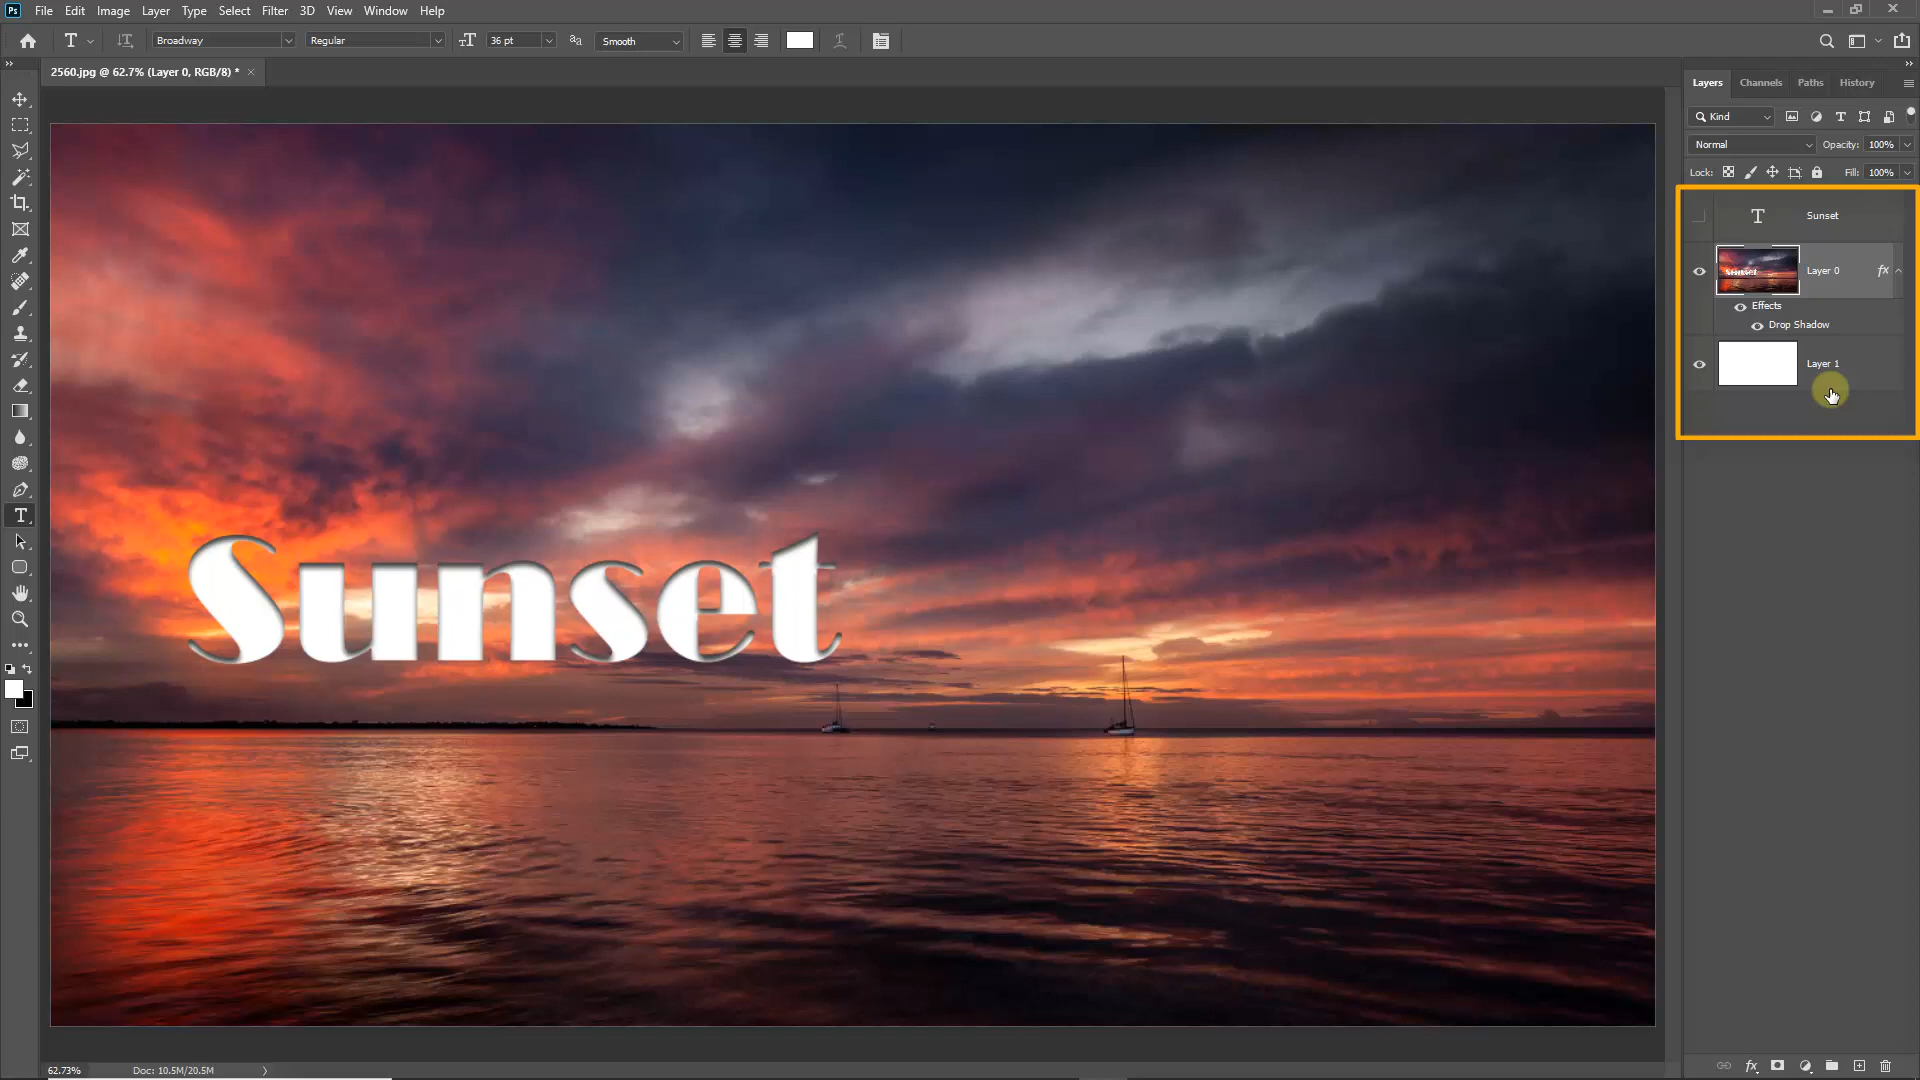 Ps File Edit Image Layer Type Select Filter 3D View Window Help
Broadway Regular 36 pt Smooth
2560.jpg @ 62.7% (Layer 0, RGB/8) *
Layers Channels Paths History
Kind
Normal Opacity: 100%
Lock: Fill: 100%
T Sunset
Layer 0 fx
Effects
Drop Shadow
Layer 1
Sunset
62.73% Doc: 10.5M/20.5M